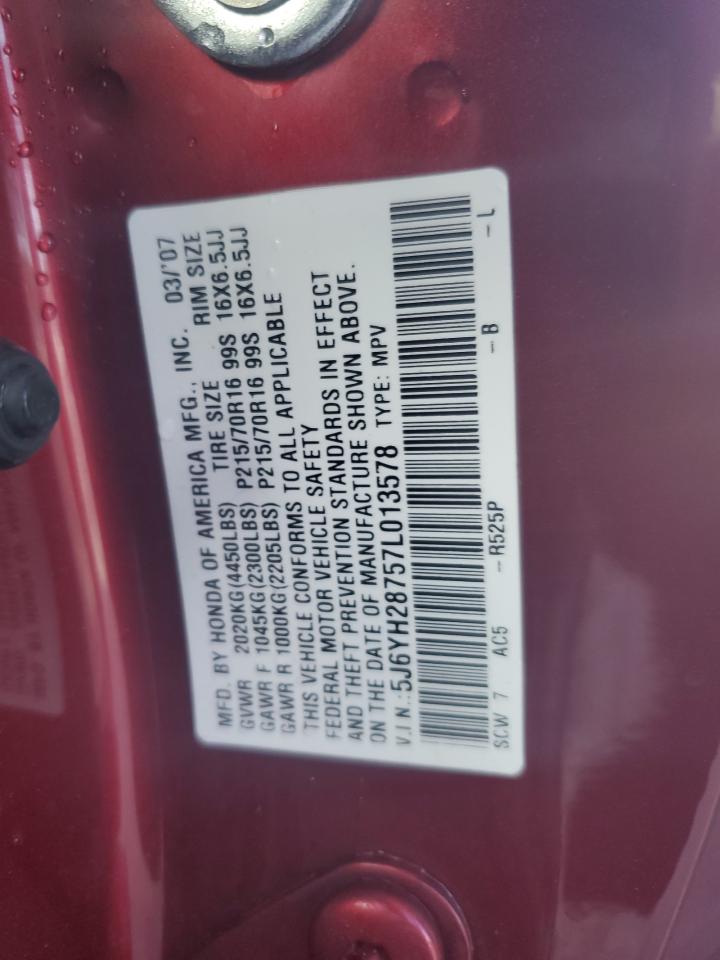 MFD. BY HONDA OF AMERICA MFG., INC. 03/'07
GVWR 2020KG(4450LBS) TIRE SIZE RIM SIZE
GAWR F 1045KG(2300LBS) P215/70R16 99S 16X6.5JJ
GAWR R 1000KG(2205LBS) P215/70R16 99S 16X6.5JJ
THIS VEHICLE CONFORMS TO ALL APPLICABLE
FEDERAL MOTOR VEHICLE SAFETY
AND THEFT PREVENTION STANDARDS IN EFFECT
ON THE DATE OF MANUFACTURE SHOWN ABOVE.
V.I.N.:5J6YH28757L013578 TYPE: MPV
SCW 7 AC5 –R525P –B –L